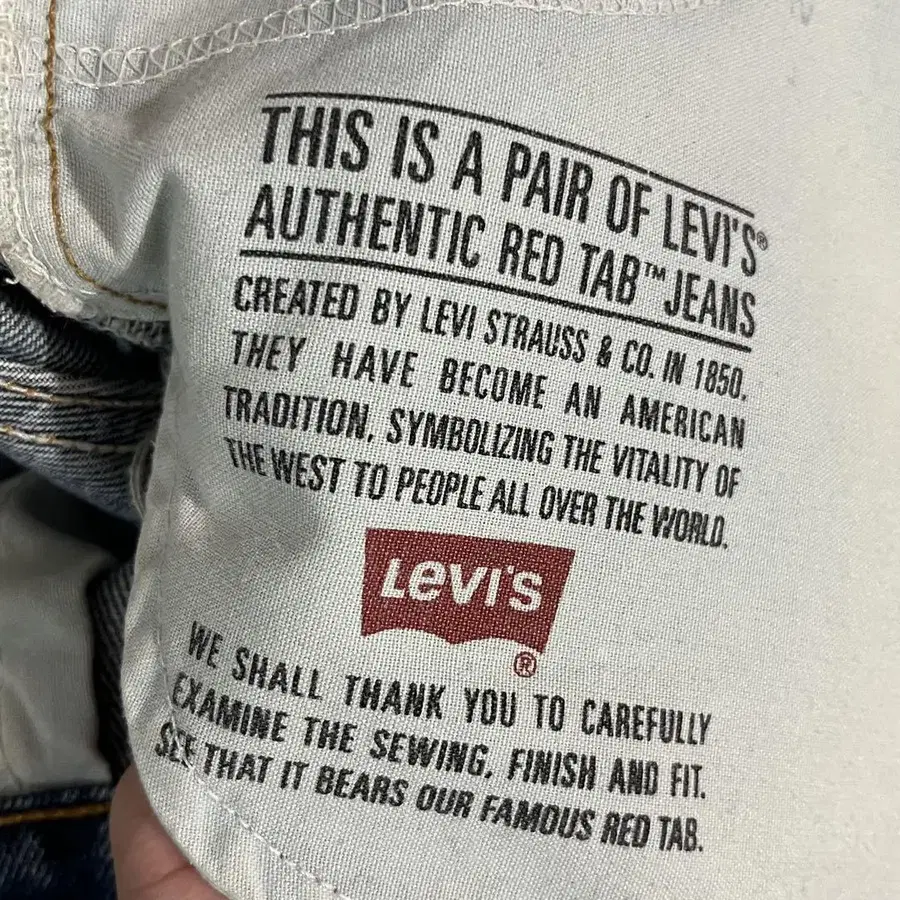 THIS IS A PAIR OF LEVI'S®
AUTHENTIC RED TAB™ JEANS
CREATED BY LEVI STRAUSS & CO. IN 1850.
THEY HAVE BECOME AN AMERICAN
TRADITION, SYMBOLIZING THE VITALITY OF
THE WEST TO PEOPLE ALL OVER THE WORLD.
LEVI'S
®
WE SHALL THANK YOU TO CAREFULLY
EXAMINE THE SEWING, FINISH AND FIT.
SEE THAT IT BEARS OUR FAMOUS RED TAB.